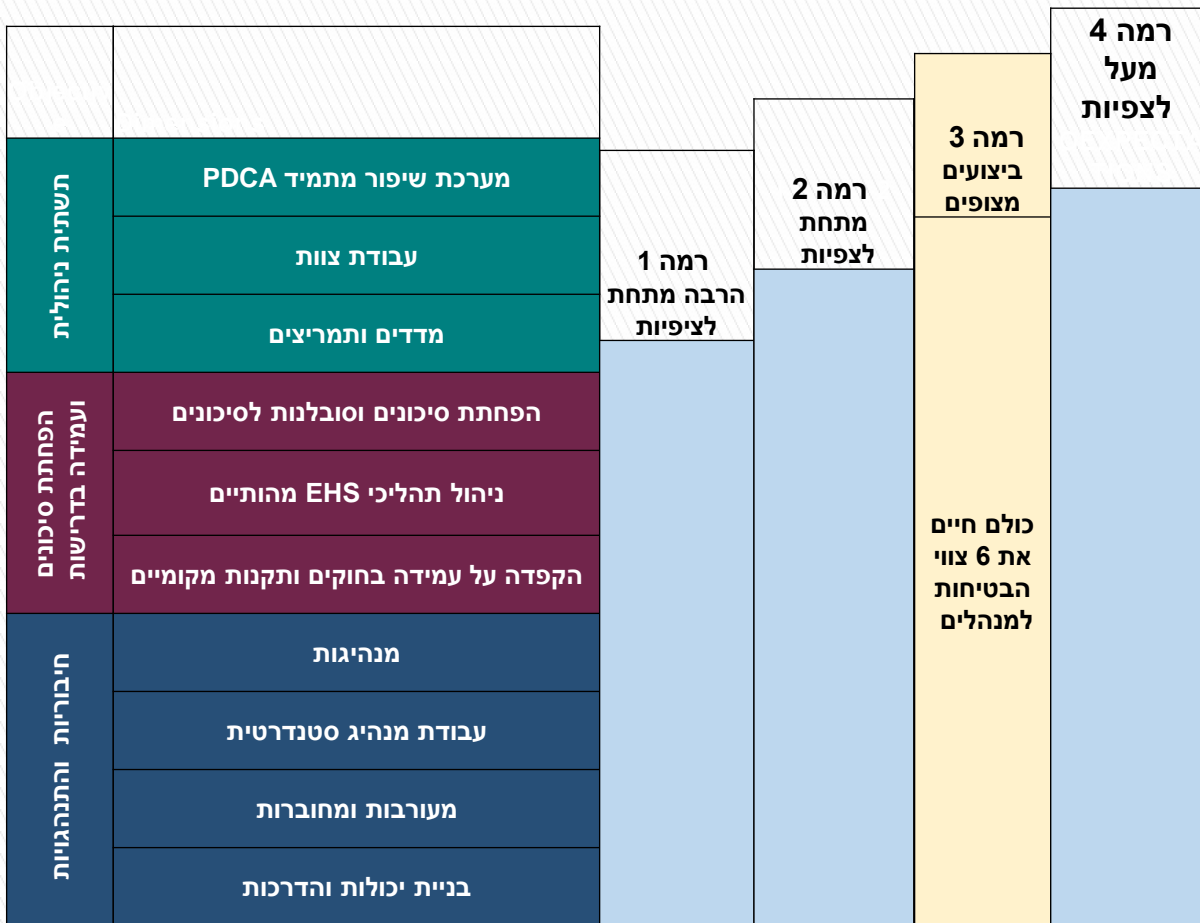 רמה 4
מעל
לצפיות
רמה 3
ביצועים
מצופים
רמה 2
מתחת
לצפיות
רמה 1
הרבה מתחת
לציפיות
תשתית ניהולית
מערכת שיפור מתמיד PDCA
עבודת צוות
מדדים ותמריצים
הפחתת סיכונים
ועמידה בדרישות
הפחתת סיכונים וסובלנות לסיכונים
ניהול תהליכי EHS מהותיים
הקפדה על עמידה בחוקים ותקנות מקומיים
חיבוריות והתנהגויות
מנהיגות
עבודת מנהיג סטנדרטית
מעורבות ומחוברות
בניית יכולות והדרכות
כולם חיים
את 6 צווי
הבטיחות
למנהלים